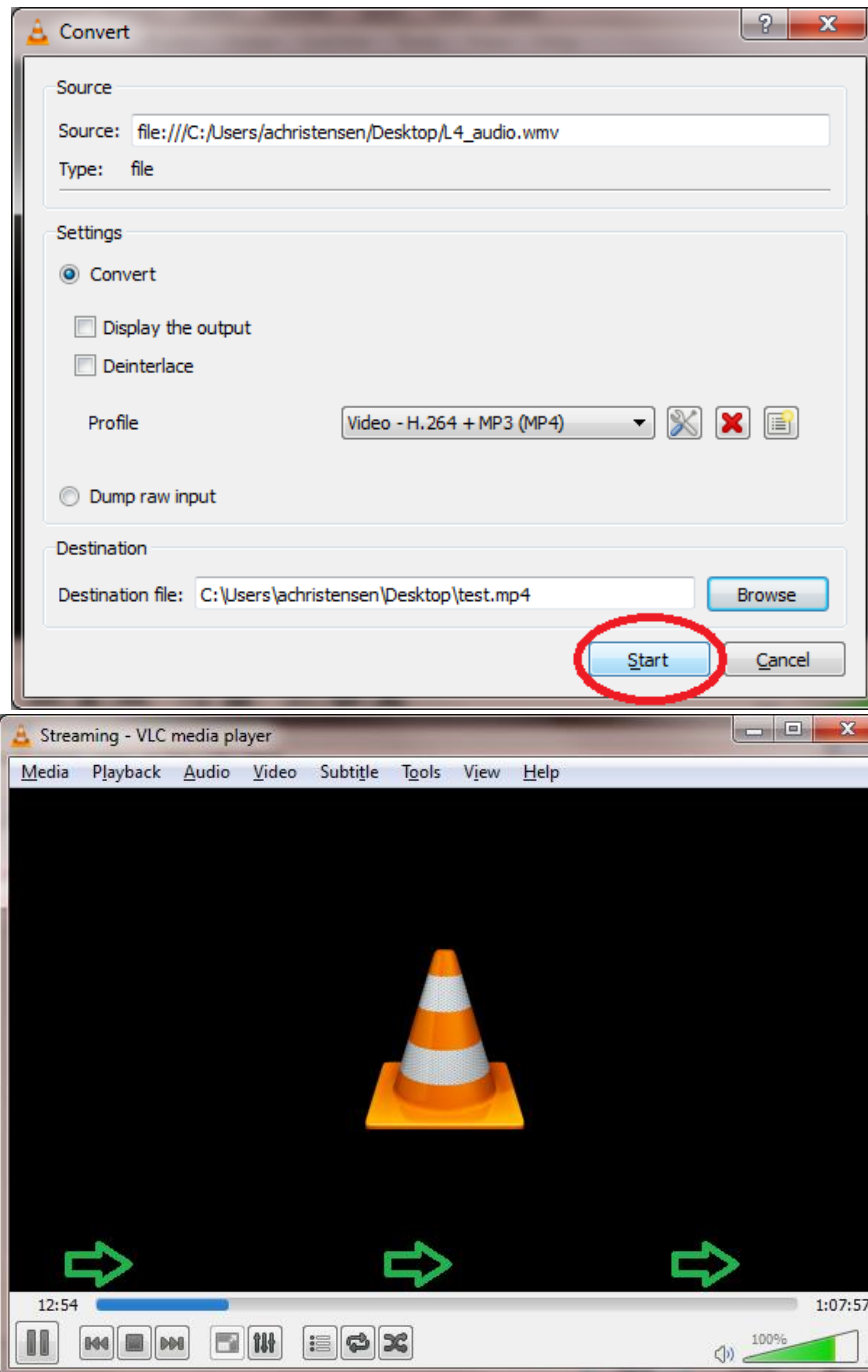 Convert
Source
Source: file:///C:/Users/achristensen/Desktop/L4_audio.wmv
Type: file
Settings
Convert
Display the output
Deinterlace
Profile Video - H.264 + MP3 (MP4)
Dump raw input
Destination
Destination file: C:\Users\achristensen\Desktop\test.mp4 Browse
Start Cancel
Streaming - VLC media player
Media Playback Audio Video Subtitle Tools View Help
12:54 1:07:57
100%